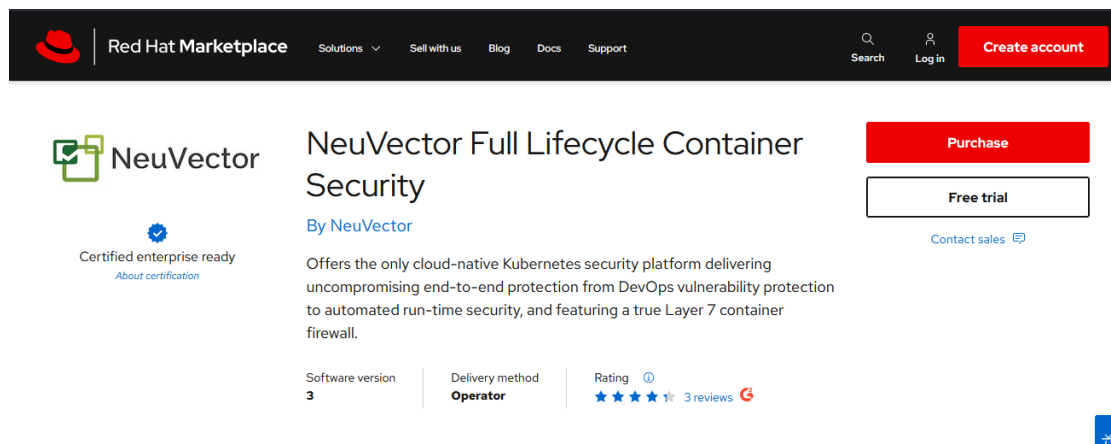 Red Hat Marketplace
Solutions
Sell with us
Blog
Docs
Support
Search
Log in
Create account
NeuVector
Certified enterprise ready
About certification
NeuVector Full Lifecycle Container
Security
By NeuVector
Offers the only cloud-native Kubernetes security platform delivering
uncompromising end-to-end protection from DevOps vulnerability protection
to automated run-time security, and featuring a true Layer 7 container
firewall.
Software version
3
Delivery method
Operator
Rating
3 reviews
Purchase
Free trial
Contact sales